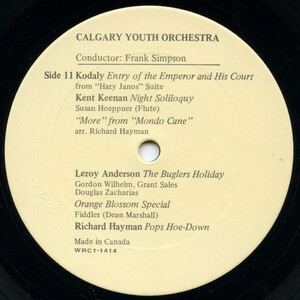 CALGARY YOUTH ORCHESTRA
Conductor: Frank Simpson
Side 11 Kodaly Entry of the Emperor and His Court
from "Hary Janos" Suite
Kent Keenan Night Soliloquy
Susan Hoeppner (Flute)
"More" from "Mondo Cane"
arr. Richard Hayman
Leroy Anderson The Buglers Holiday
Gordon Wilhelm, Grant Sales
Douglas Zacharias
Orange Blossom Special
Fiddler (Dean Marshall)
Richard Hayman Pops Hoe-Down
Made in Canada
WRC1-1414